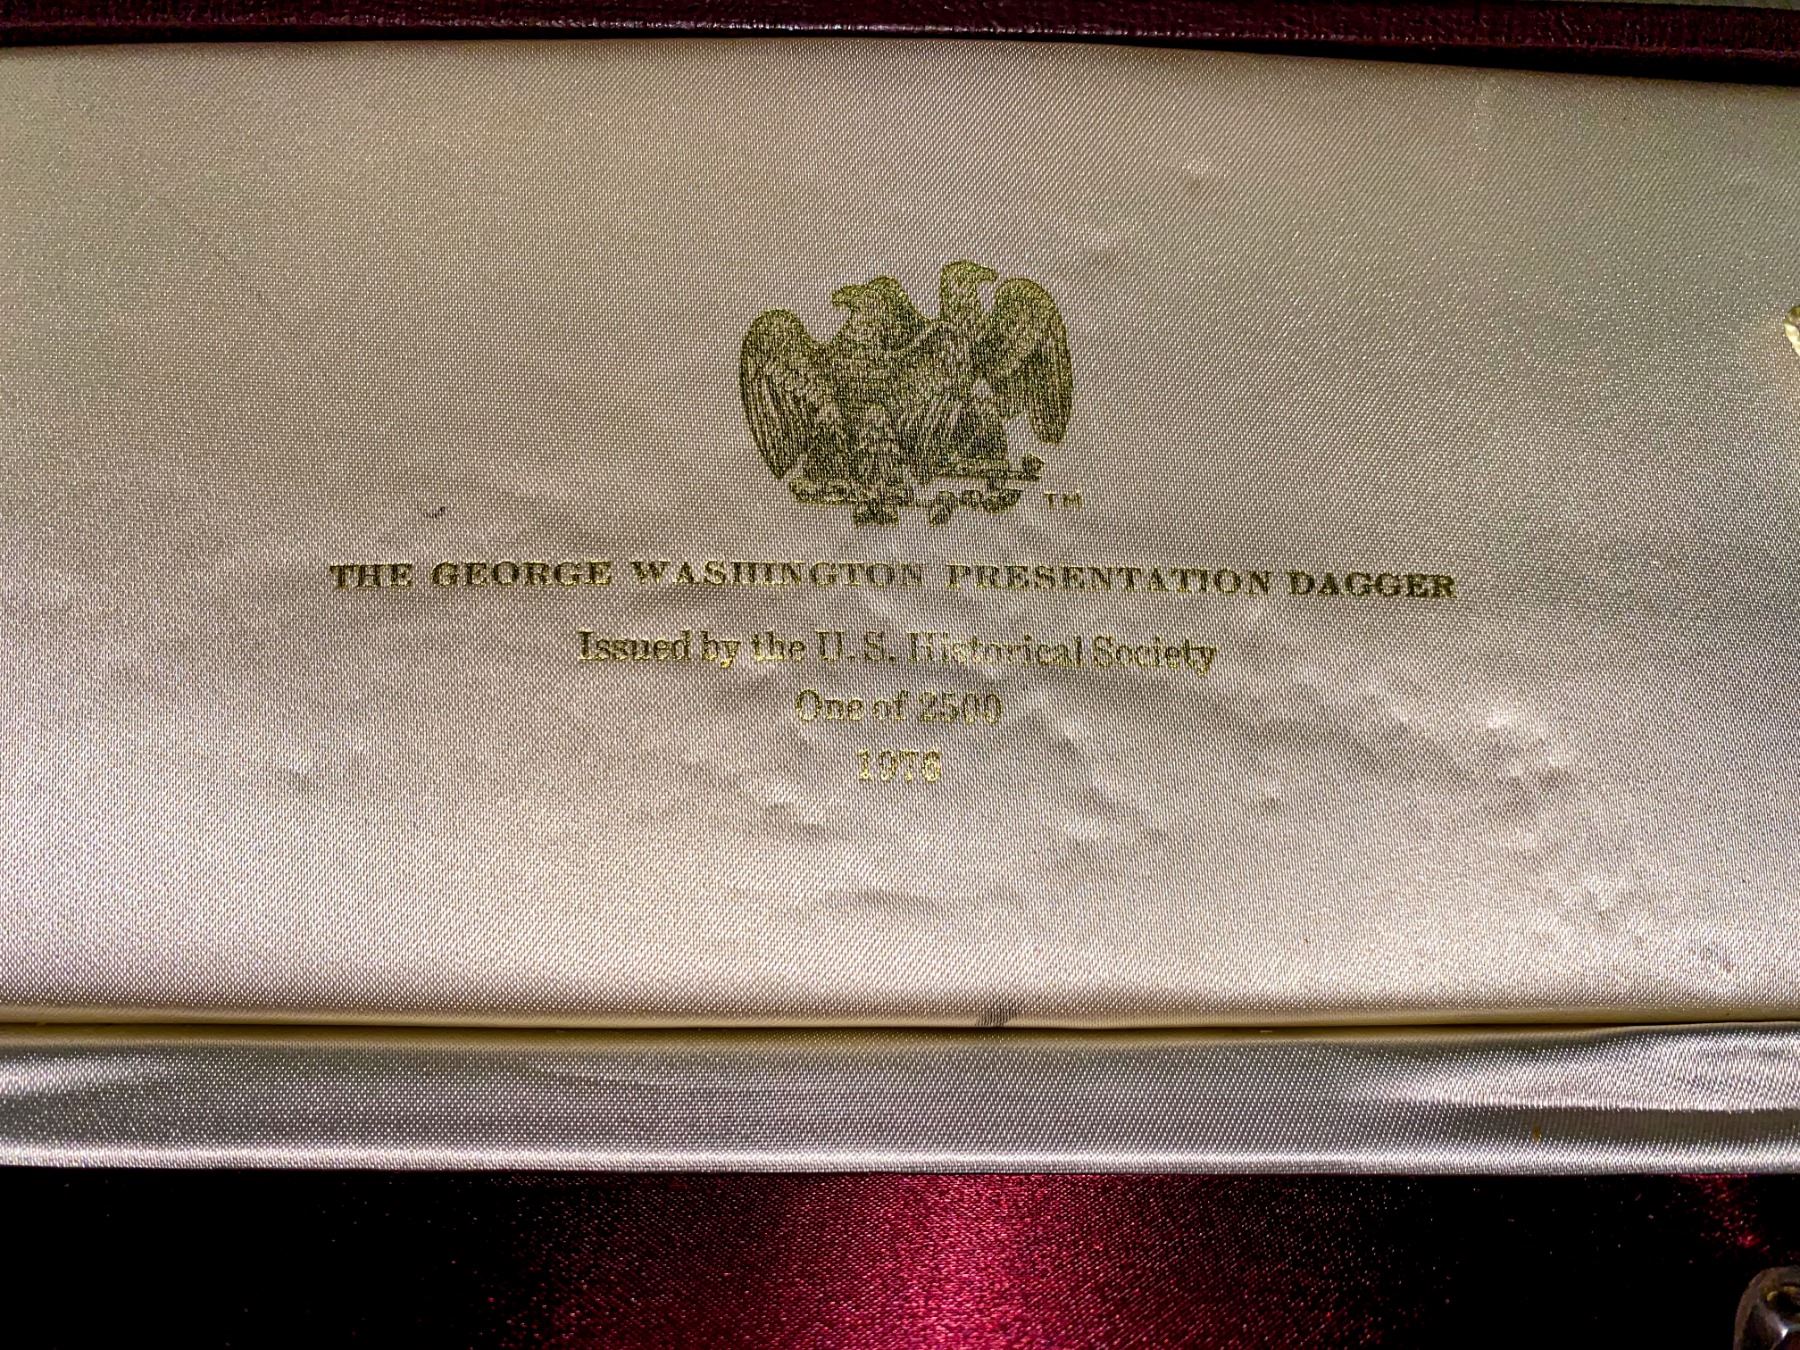 TM
THE GEORGE WASHINGTON PRESENTATION DAGGER
Issued by the U.S. Historical Society
One of 2500
1976